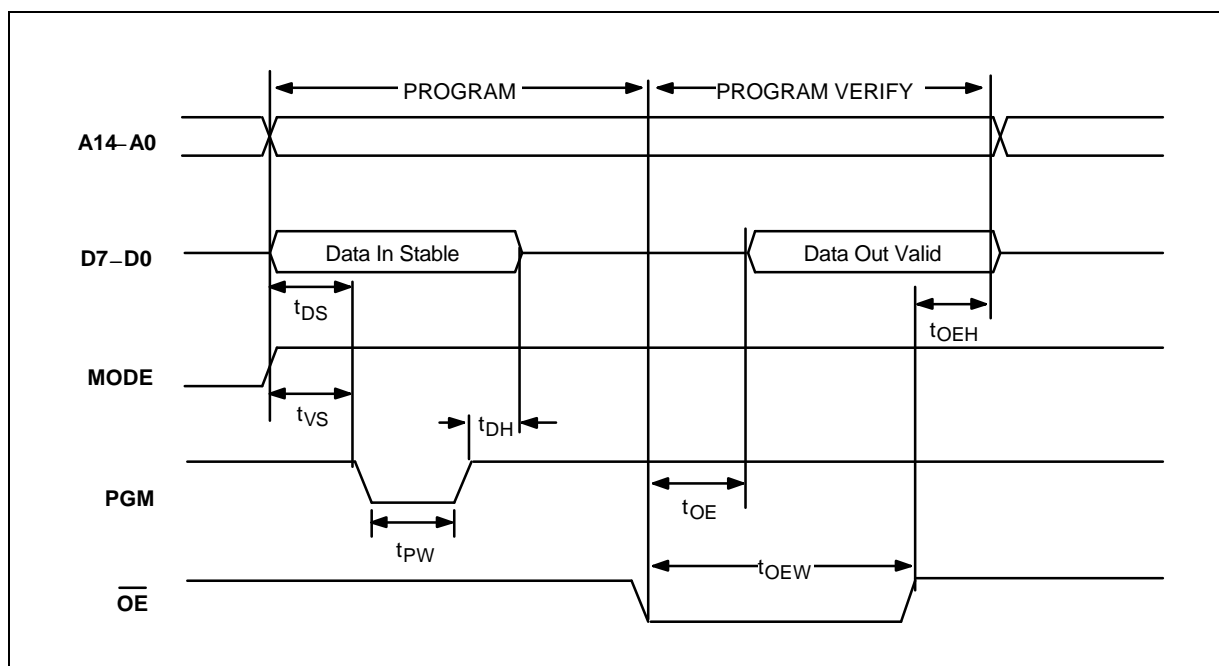 PROGRAM PROGRAM VERIFY
A14–A0
D7–D0 Data In Stable Data Out Valid
tDS tOEH
MODE
tVS tDH
PGM
tOE
tPW
tOEW
OE